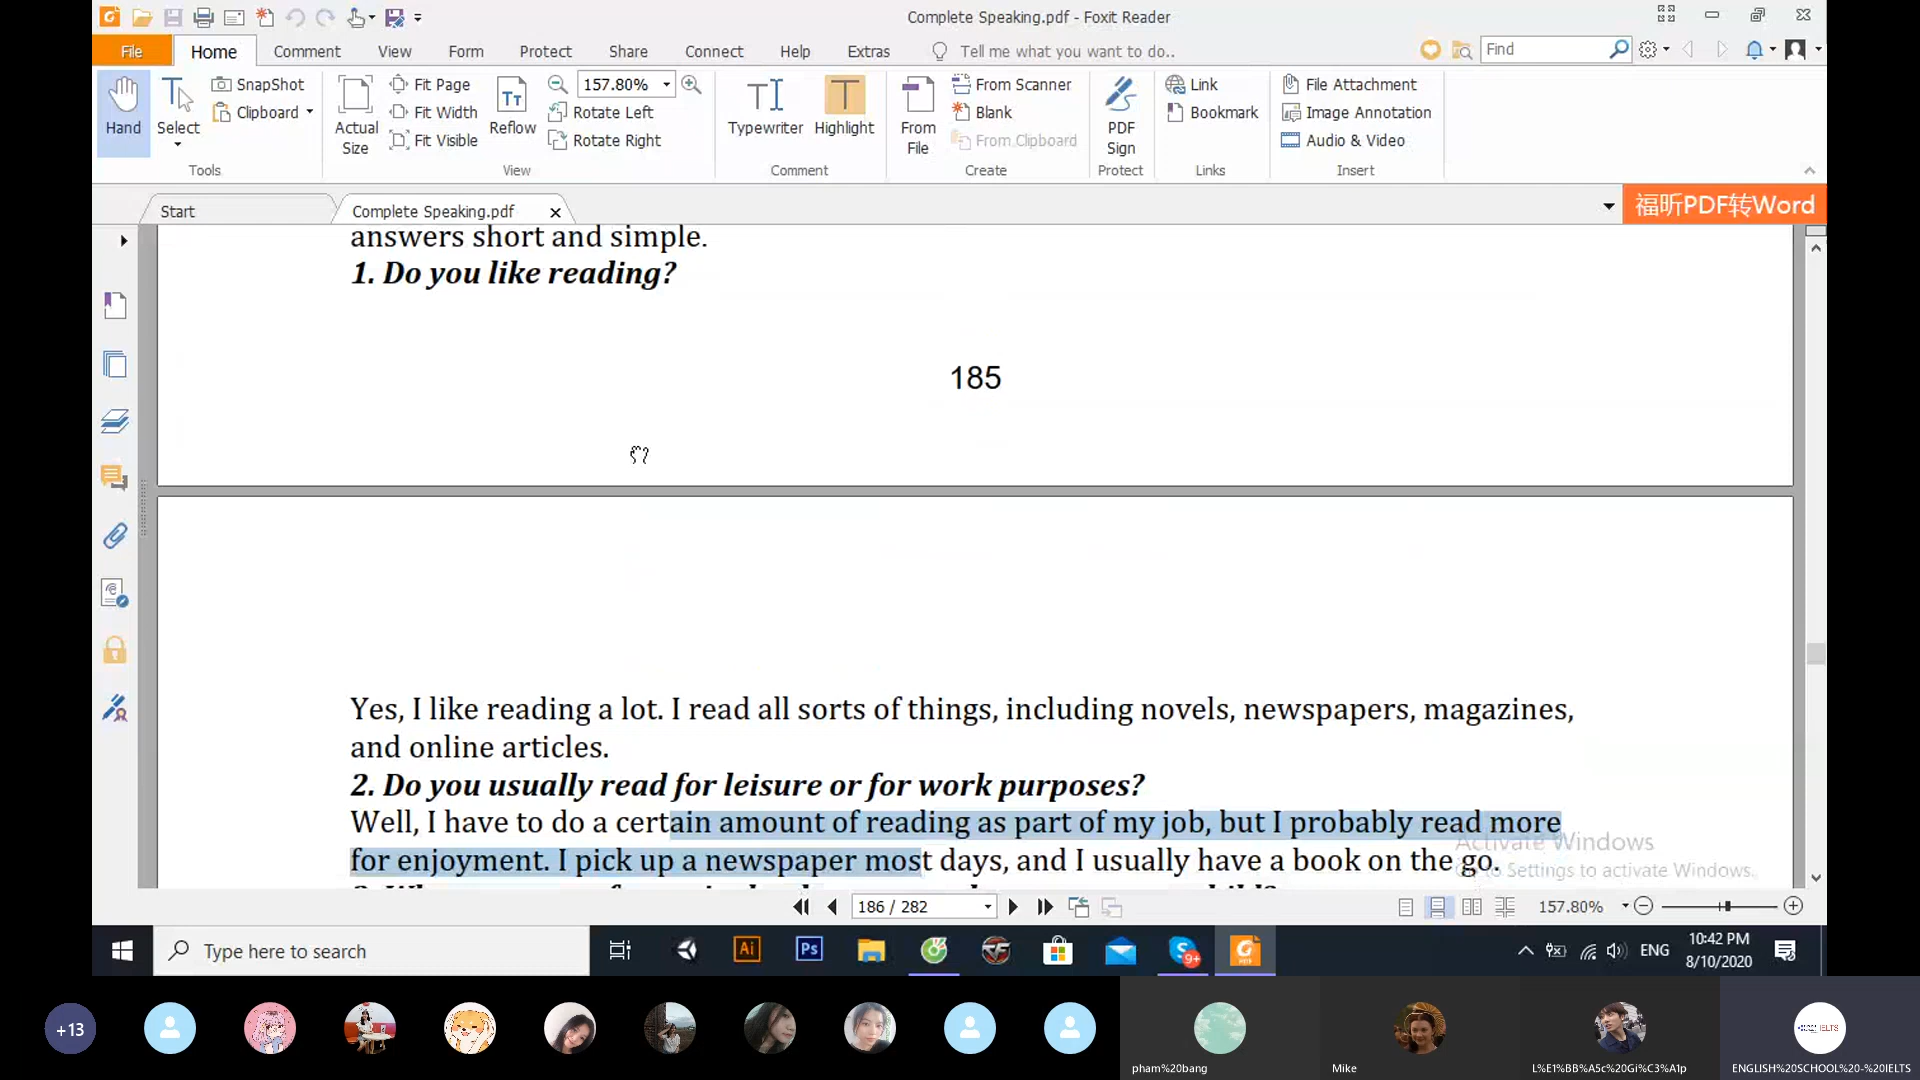 Complete Speaking.pdf - Foxit Reader
File Home Comment View Form Protect Share Connect Help Extras Tell me what you want to do.. Find
Hand
Select
SnapShot
Clipboard
Tools
Actual Size
Fit Page
Fit Width
Fit Visible
Reflow
157.80%
Rotate Left
Rotate Right
View
Typewriter
Highlight
Comment
From File
From Scanner
Blank
From Clipboard
Create
PDF Sign
Protect
Link
Bookmark
Links
File Attachment
Image Annotation
Audio & Video
Insert
Start
Complete Speaking.pdf
福昕PDF转Word
answers short and simple.
1. Do you like reading?
185
Yes, I like reading a lot. I read all sorts of things, including novels, newspapers, magazines,
and online articles.
2. Do you usually read for leisure or for work purposes?
Well, I have to do a certain amount of reading as part of my job, but I probably read more
for enjoyment. I pick up a newspaper most days, and I usually have a book on the go.
Activate Windows
to Settings to activate Windows.
186 / 282
157.80%
Type here to search
Ai
Ps
9+
ENG
10:42 PM
8/10/2020
+13
pham%20bang
Mike
L%E1%BB%A5c%20Gi%C3%A1p
ENGLISH%20SCHOOL%20-%20IELTS